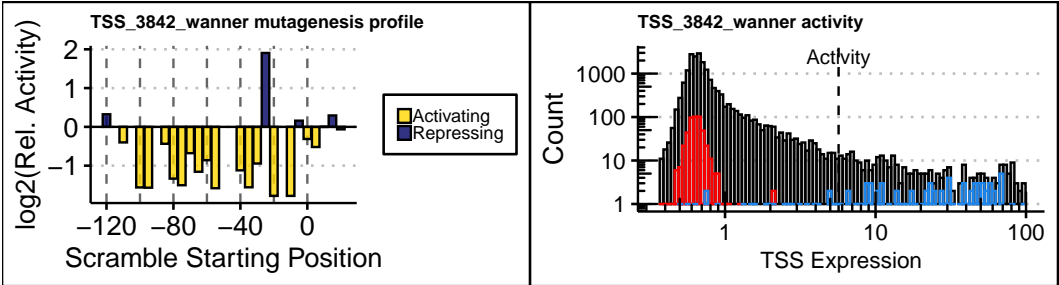 TSS_3842_wanner mutagenesis profile
log2(Rel. Activity)
2
1
0
−1
−120
−80
−40
0
Scramble Starting Position
Activating
Repressing
TSS_3842_wanner activity
Activity
Count
1000
100
10
1
1
10
100
TSS Expression